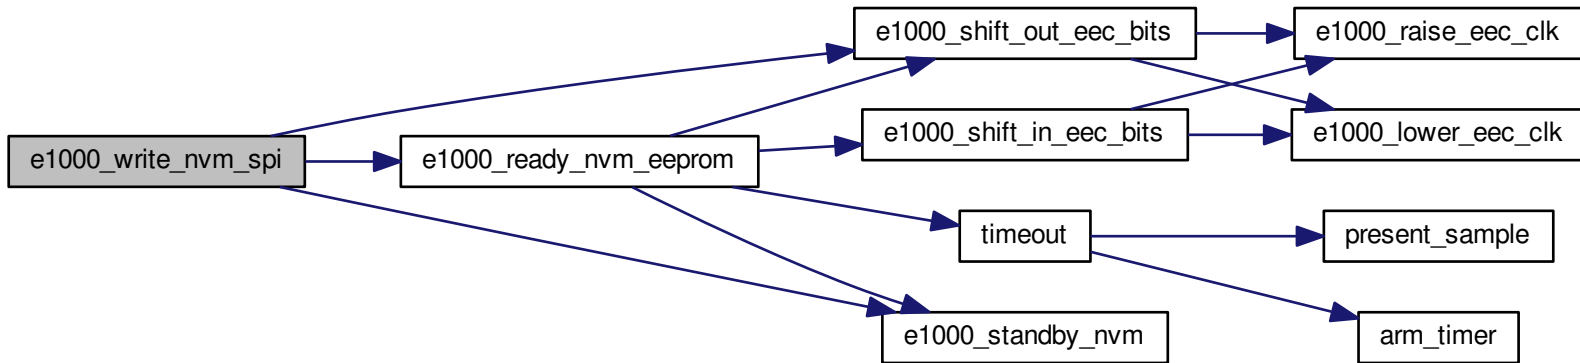 e1000_write_nvm_spi
e1000_ready_nvm_eeprom
e1000_shift_out_eec_bits
e1000_shift_in_eec_bits
timeout
e1000_standby_nvm
e1000_raise_eec_clk
e1000_lower_eec_clk
present_sample
arm_timer